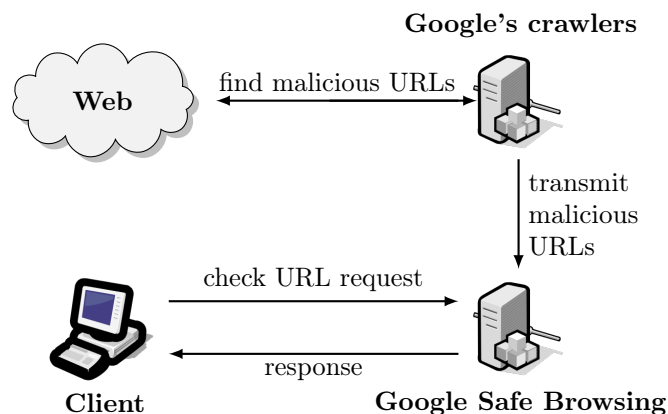 Google's crawlers
Web
find malicious URLs
transmit
malicious
URLs
check URL request
response
Client
Google Safe Browsing